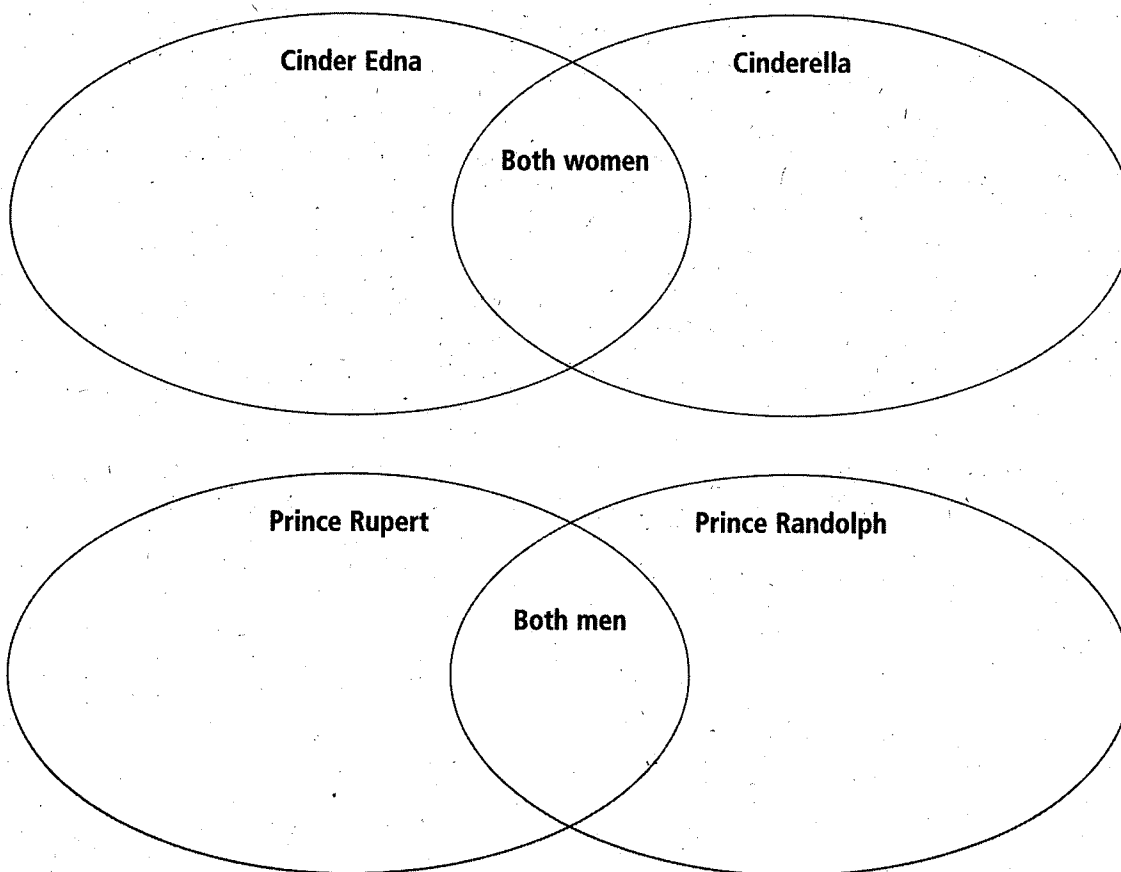 Cinder Edna
Cinderella
Both women
Prince Rupert
Prince Randolph
Both men